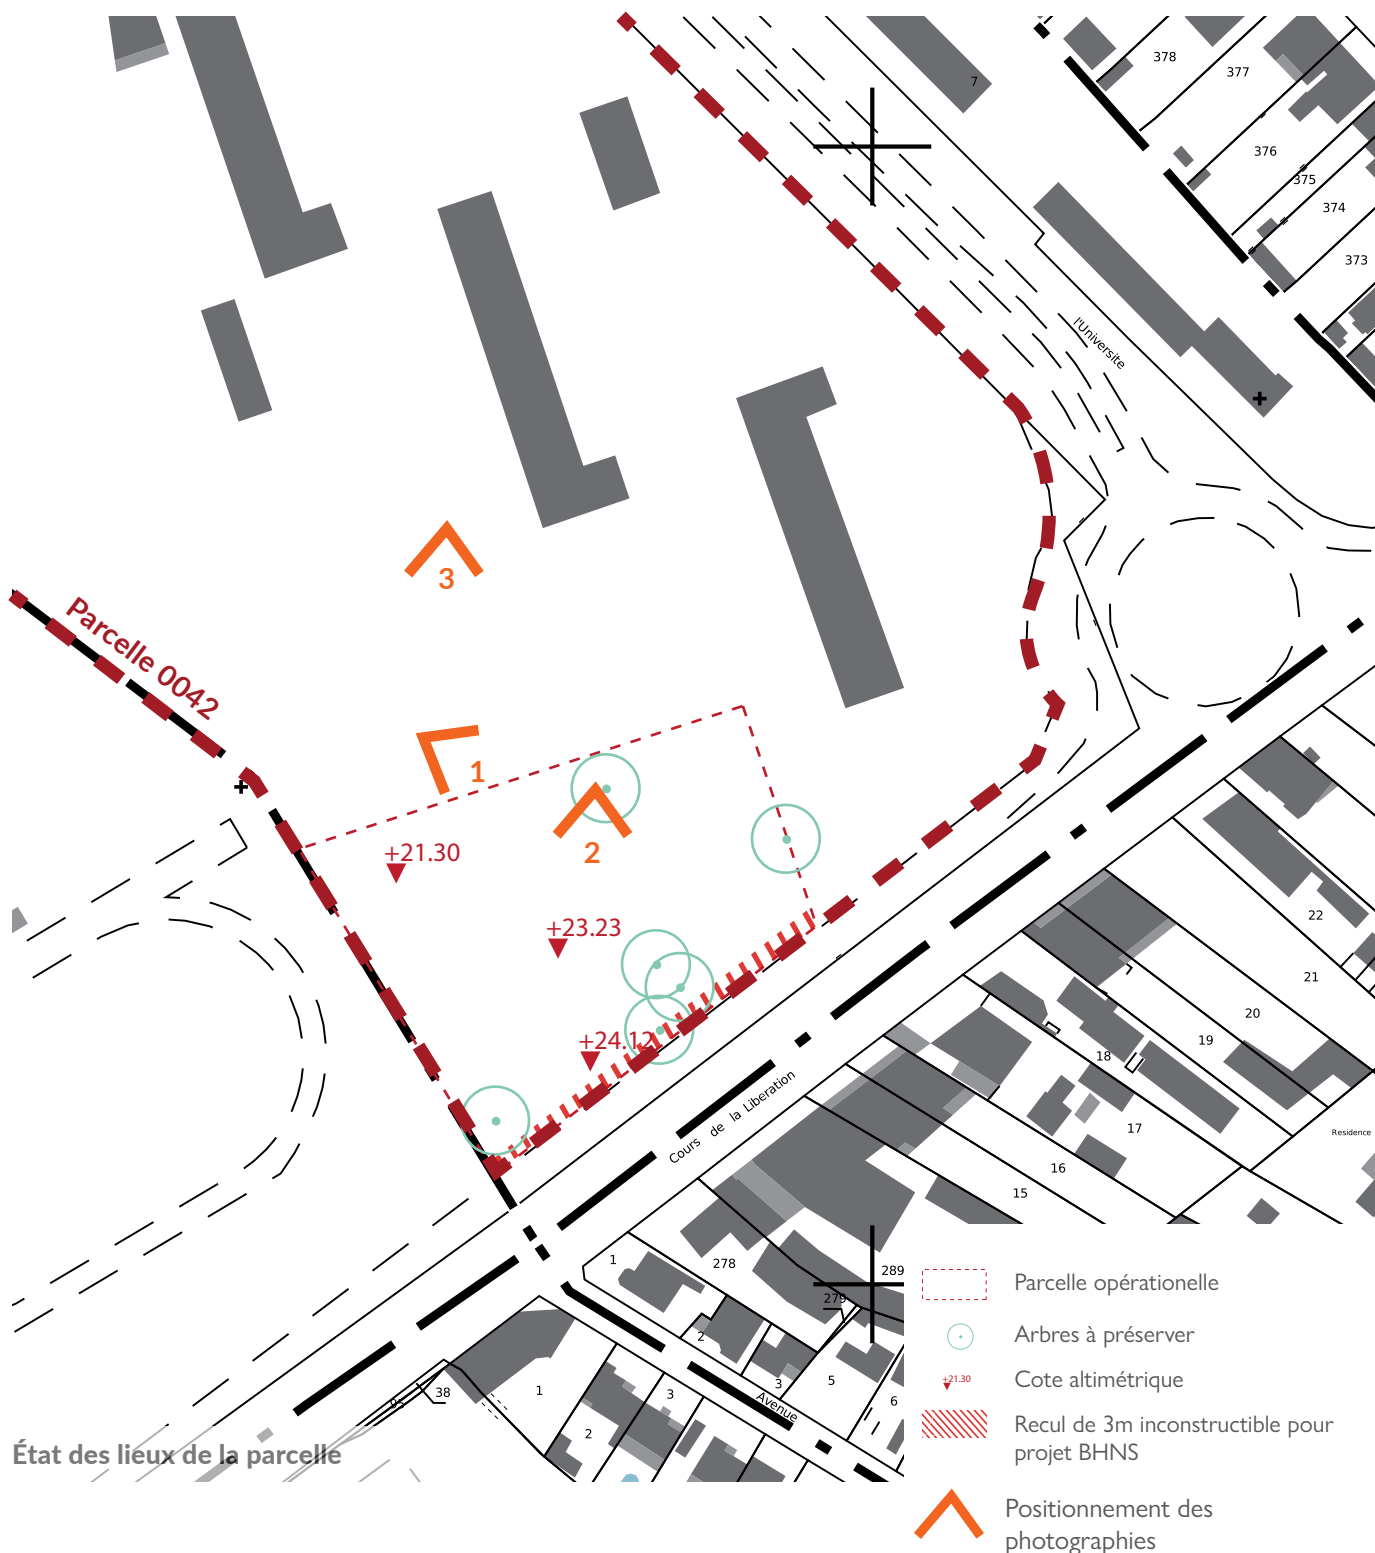 7
378
377
376
375
374
373
l'Universite
3
Parcelle 0042
1
2
+21.30
+23.23
+24.12
22
21
20
19
18
17
16
15
Residence
Cours de la Liberation
1
278
289
279
2
3
5
6
Avenue
38
1
3
2
État des lieux de la parcelle
Parcelle opérationelle
Arbres à préserver
+21.30
Cote altimétrique
Recul de 3m inconstructible pour
projet BHNS
Positionnement des
photographies